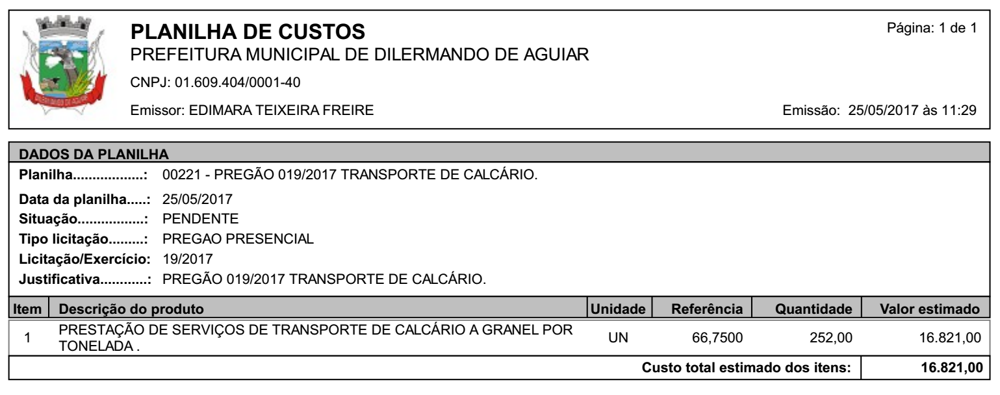 PLANILHA DE CUSTOS
Página: 1 de 1
PREFEITURA MUNICIPAL DE DILERMANDO DE AGUIAR
CNPJ: 01.609.404/0001-40
Emissor: EDIMARA TEIXEIRA FREIRE
Emissão: 25/05/2017 às 11:29
DILERMANDO DE AGUIAR
DADOS DA PLANILHA
Planilha..................: 00221 - PREGÃO 019/2017 TRANSPORTE DE CALCÁRIO.
Data da planilha.....: 25/05/2017
Situação.................: PENDENTE
Tipo licitação.........: PREGAO PRESENCIAL
Licitação/Exercício: 19/2017
Justificativa............: PREGÃO 019/2017 TRANSPORTE DE CALCÁRIO.
Item Descrição do produto Unidade Referência Quantidade Valor estimado
1 PRESTAÇÃO DE SERVIÇOS DE TRANSPORTE DE CALCÁRIO A GRANEL POR UN 66,7500 252,00 16.821,00
TONELADA .
Custo total estimado dos itens: 16.821,00